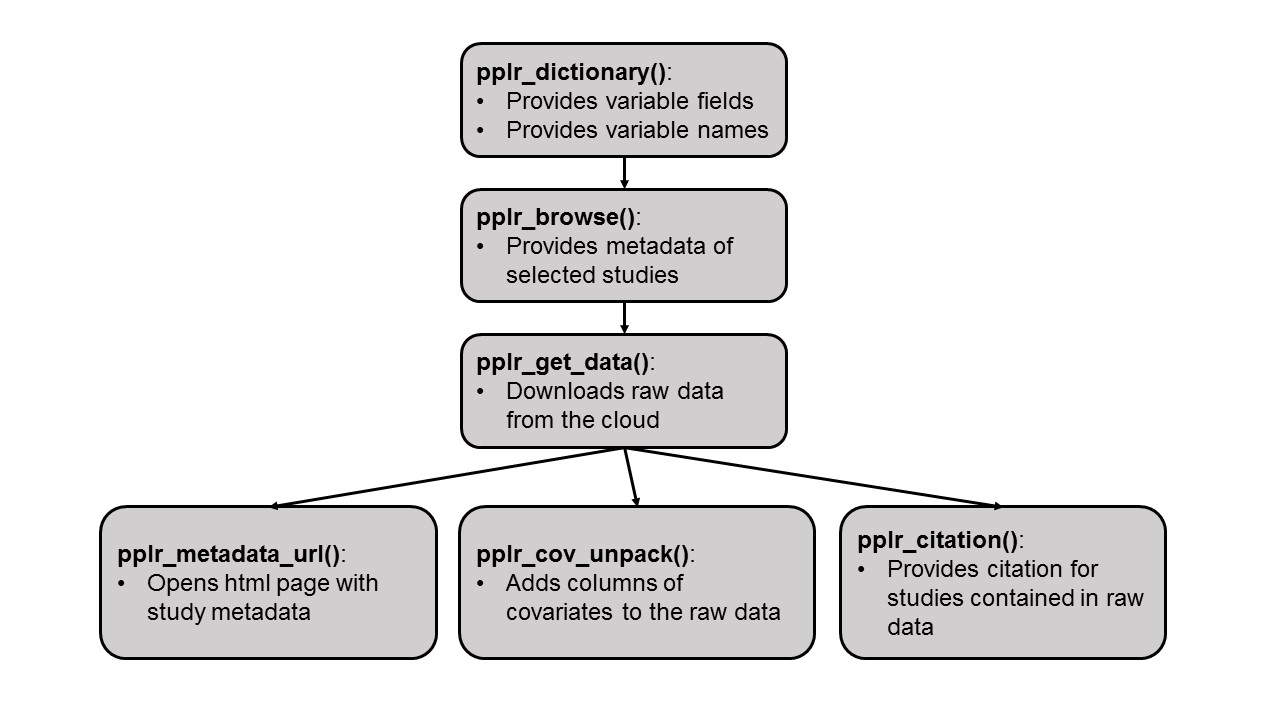 pplr_dictionary():
• Provides variable fields
• Provides variable names
pplr_browse():
• Provides metadata of
selected studies
pplr_get_data():
• Downloads raw data
from the cloud
pplr_metadata_url():
• Opens html page with
study metadata
pplr_cov_unpack():
• Adds columns of
covariates to the raw data
pplr_citation():
• Provides citation for
studies contained in raw
data